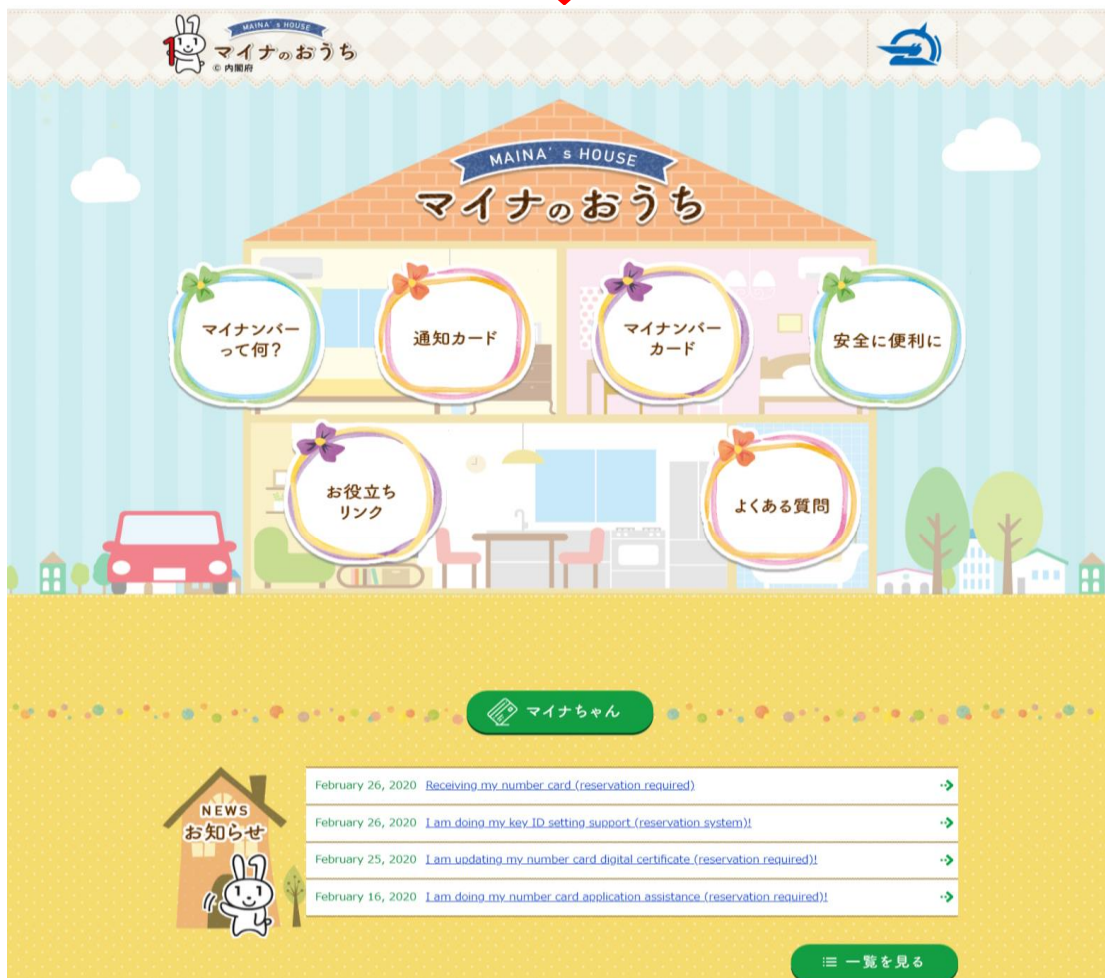 MAINA's HOUSE
マイナのおうち
© 内閣府
MAINA's HOUSE
マイナのおうち
マイナンバー
って何?
通知カード
マイナンバー
カード
安全に便利に
お役立ち
リンク
よくある質問
マイナちゃん
NEWS
お知らせ
February 26, 2020 Receiving my number card (reservation required)
February 26, 2020 I am doing my key ID setting support (reservation system)!
February 25, 2020 I am updating my number card digital certificate (reservation required)!
February 16, 2020 I am doing my number card application assistance (reservation required)!
一覧を見る